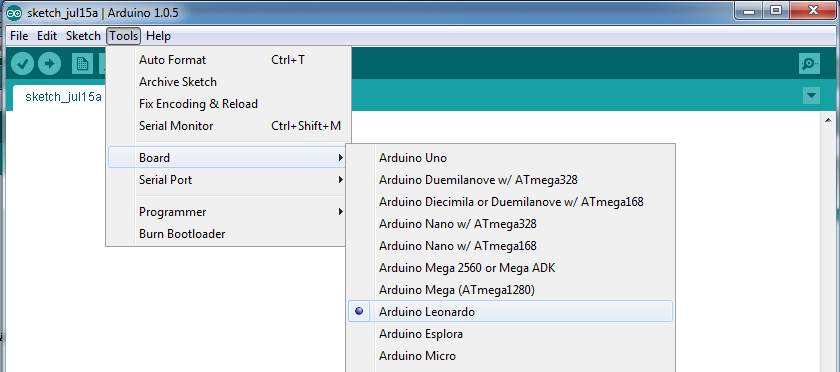 sketch_jul15a | Arduino 1.0.5
File Edit Sketch Tools Help
sketch_jul15a
Auto Format Ctrl+T
Archive Sketch
Fix Encoding & Reload
Serial Monitor Ctrl+Shift+M
Board
Serial Port
Programmer
Burn Bootloader
Arduino Uno
Arduino Duemilanove w/ ATmega328
Arduino Diecimila or Duemilanove w/ ATmega168
Arduino Nano w/ ATmega328
Arduino Nano w/ ATmega168
Arduino Mega 2560 or Mega ADK
Arduino Mega (ATmega1280)
Arduino Leonardo
Arduino Esplora
Arduino Micro